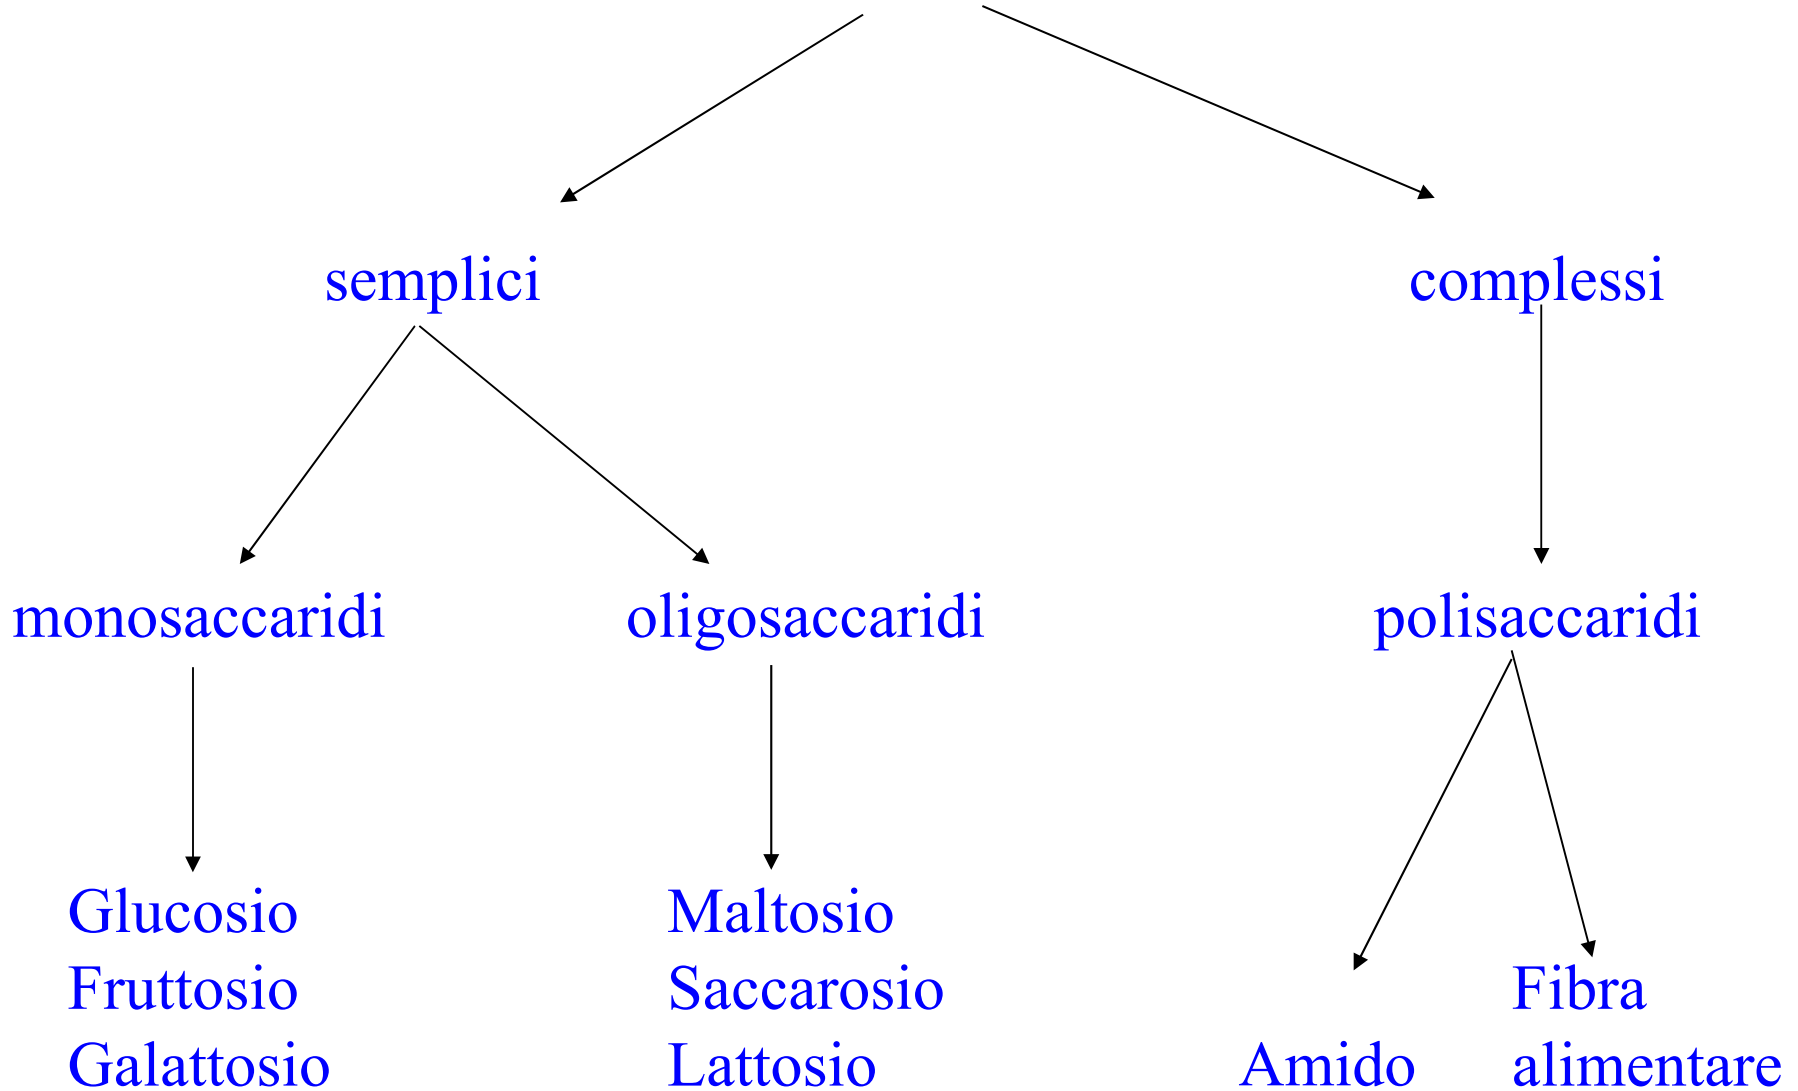 semplici
complessi
monosaccaridi
oligosaccaridi
polisaccaridi
Glucosio
Fruttosio
Galattosio
Maltosio
Saccarosio
Lattosio
Amido
Fibra
alimentare